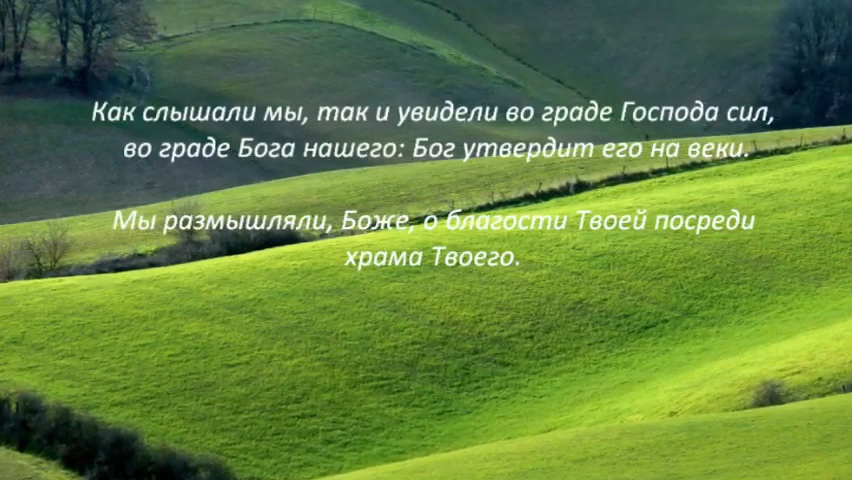 Как слышали мы, так и увидели во граде Господа сил,
во граде Бога нашего: Бог утвердит его на веки.
Мы размышляли, Боже, о благости Твоей посреди
храма Твоего.